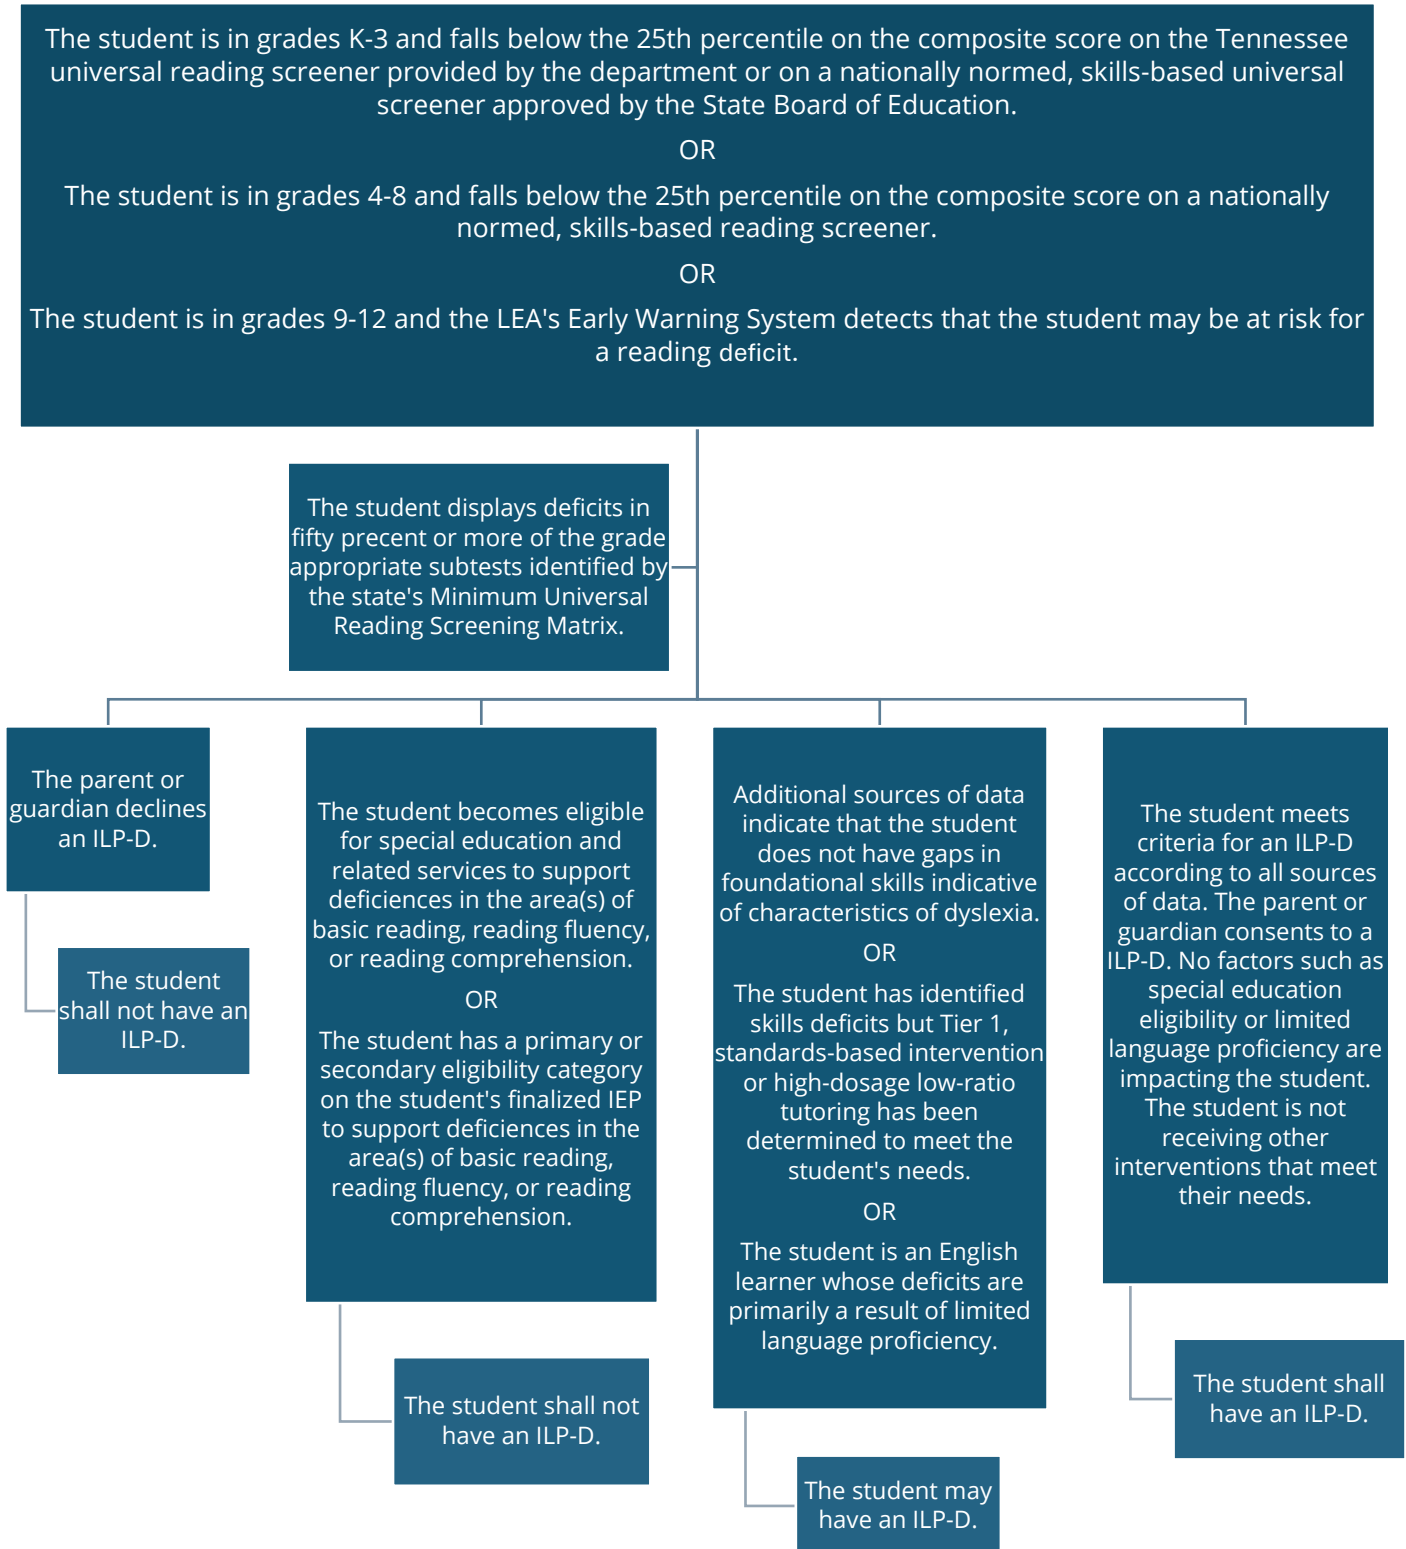 The student is in grades K-3 and falls below the 25th percentile on the composite score on the Tennessee
universal reading screener provided by the department or on a nationally normed, skills-based universal
screener approved by the State Board of Education.
OR
The student is in grades 4-8 and falls below the 25th percentile on the composite score on a nationally
normed, skills-based reading screener.
OR
The student is in grades 9-12 and the LEA's Early Warning System detects that the student may be at risk for
a reading deficit.
The student displays deficits in
fifty precent or more of the grade
appropriate subtests identified by
the state's Minimum Universal
Reading Screening Matrix.
The parent or
guardian declines
an ILP-D.
The student
shall not have an
ILP-D.
The student becomes eligible
for special education and
related services to support
deficiences in the area(s) of
basic reading, reading fluency,
or reading comprehension.
OR
The student has a primary or
secondary eligibility category
on the student's finalized IEP
to support deficiences in the
area(s) of basic reading,
reading fluency, or reading
comprehension.
The student shall not
have an ILP-D.
Additional sources of data
indicate that the student
does not have gaps in
foundational skills indicative
of characteristics of dyslexia.
OR
The student has identified
skills deficits but Tier 1,
standards-based intervention
or high-dosage low-ratio
tutoring has been
determined to meet the
student's needs.
OR
The student is an English
learner whose deficits are
primarily a result of limited
language proficiency.
The student may
have an ILP-D.
The student meets
criteria for an ILP-D
according to all sources
of data. The parent or
guardian consents to a
ILP-D. No factors such as
special education
eligibility or limited
language proficiency are
impacting the student.
The student is not
receiving other
interventions that meet
their needs.
The student shall
have an ILP-D.